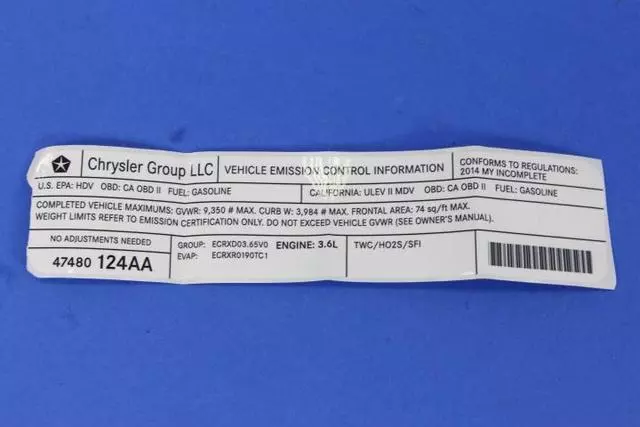 Chrysler Group LLC
VEHICLE EMISSION CONTROL INFORMATION
CONFORMS TO REGULATIONS:
2014 MY INCOMPLETE
U.S. EPA: HDV OBD: CA OBD II FUEL: GASOLINE
CALIFORNIA: ULEV II MDV OBD: CA OBD II FUEL: GASOLINE
COMPLETED VEHICLE MAXIMUMS: GVWR: 9,350 # MAX. CURB W: 3,984 # MAX. FRONTAL AREA: 74 sq/ft MAX.
WEIGHT LIMITS REFER TO EMISSION CERTIFICATION ONLY. DO NOT EXCEED VEHICLE GVWR (SEE OWNER'S MANUAL).
NO ADJUSTMENTS NEEDED
47480 124AA
GROUP: ECRXD03.65V0 ENGINE: 3.6L
EVAP: ECRXR0190TC1
TWC/HO2S/SFI